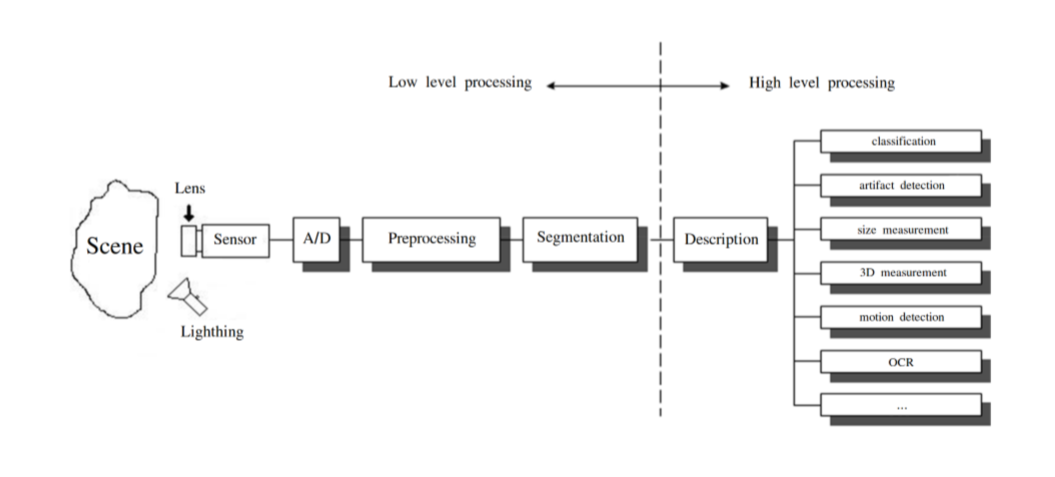 Low level processing
High level processing
Lens
Scene
Sensor
A/D
Preprocessing
Segmentation
Description
Lighthing
classification
artifact detection
size measurement
3D measurement
motion detection
OCR
...